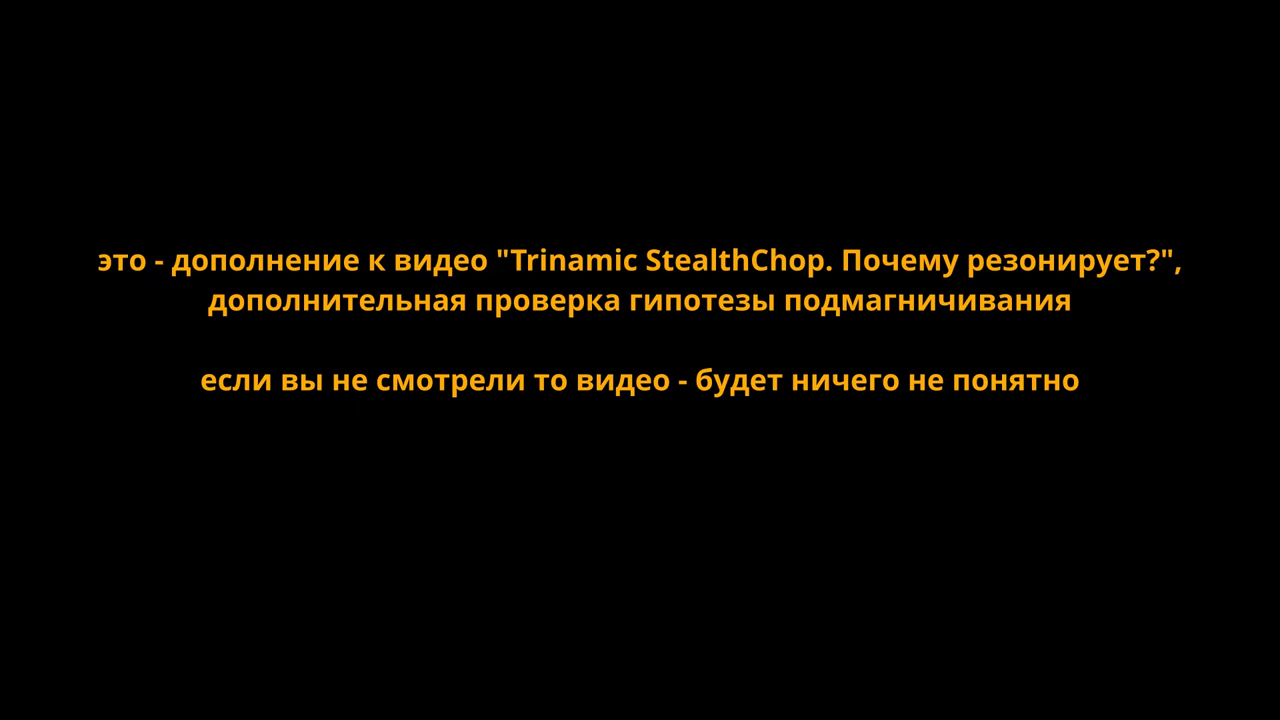 это - дополнение к видео "Trinamic StealthChop. Почему резонирует?",
дополнительная проверка гипотезы подмагничивания
если вы не смотрели то видео - будет ничего не понятно